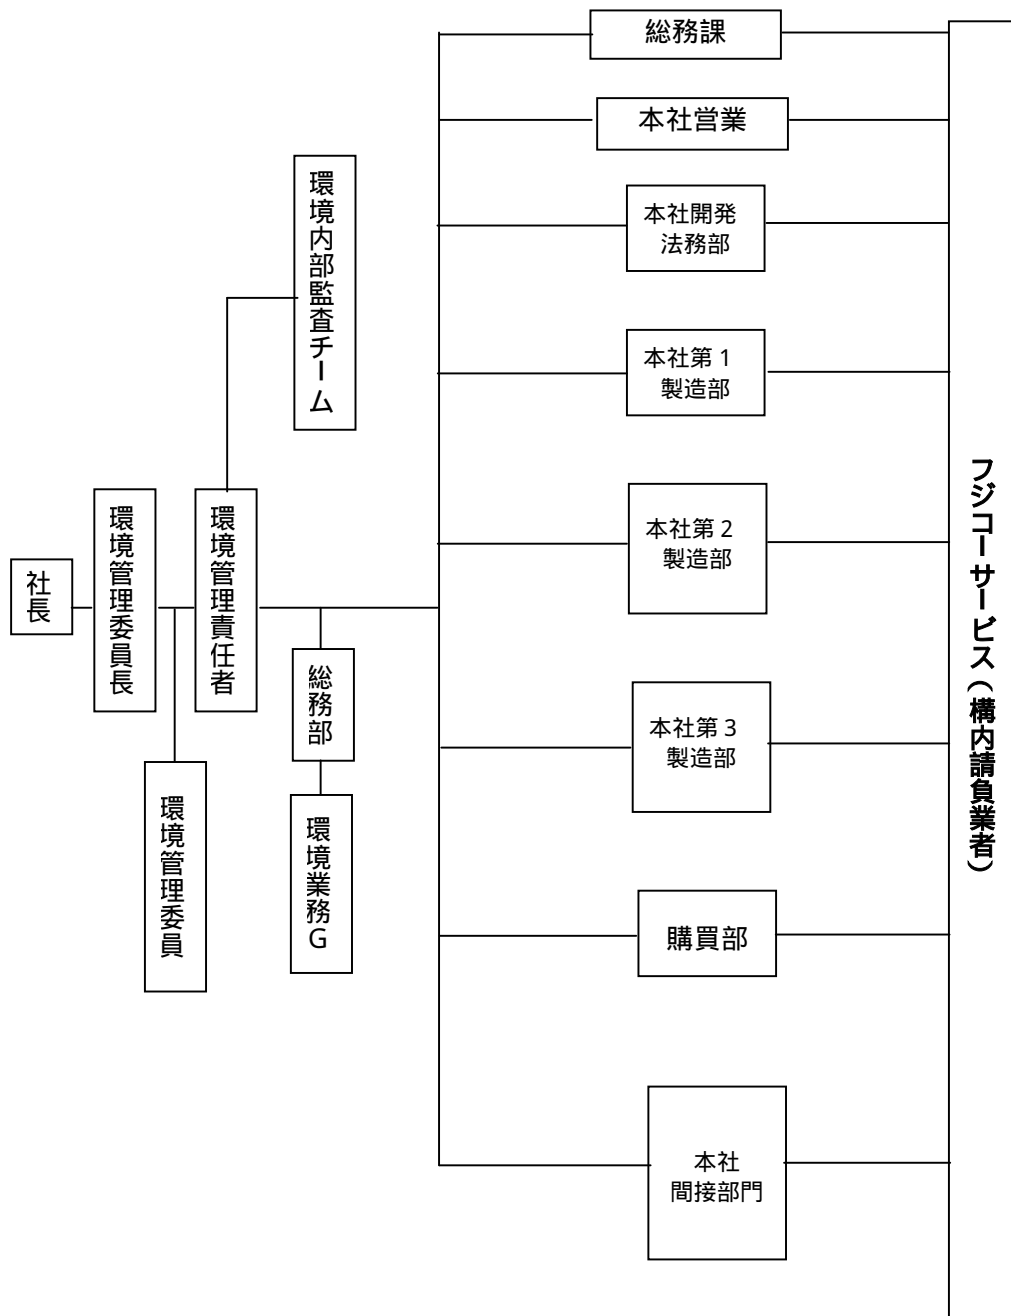 社長
環境管理委員長
環境管理委員
環境管理責任者
環境内部監査チーム
総務部
環境業務G
総務課
本社営業
本社開発
法務部
本社第1
製造部
本社第2
製造部
本社第3
製造部
購買部
本社
間接部門
フジコーサービス(構内請負業者)